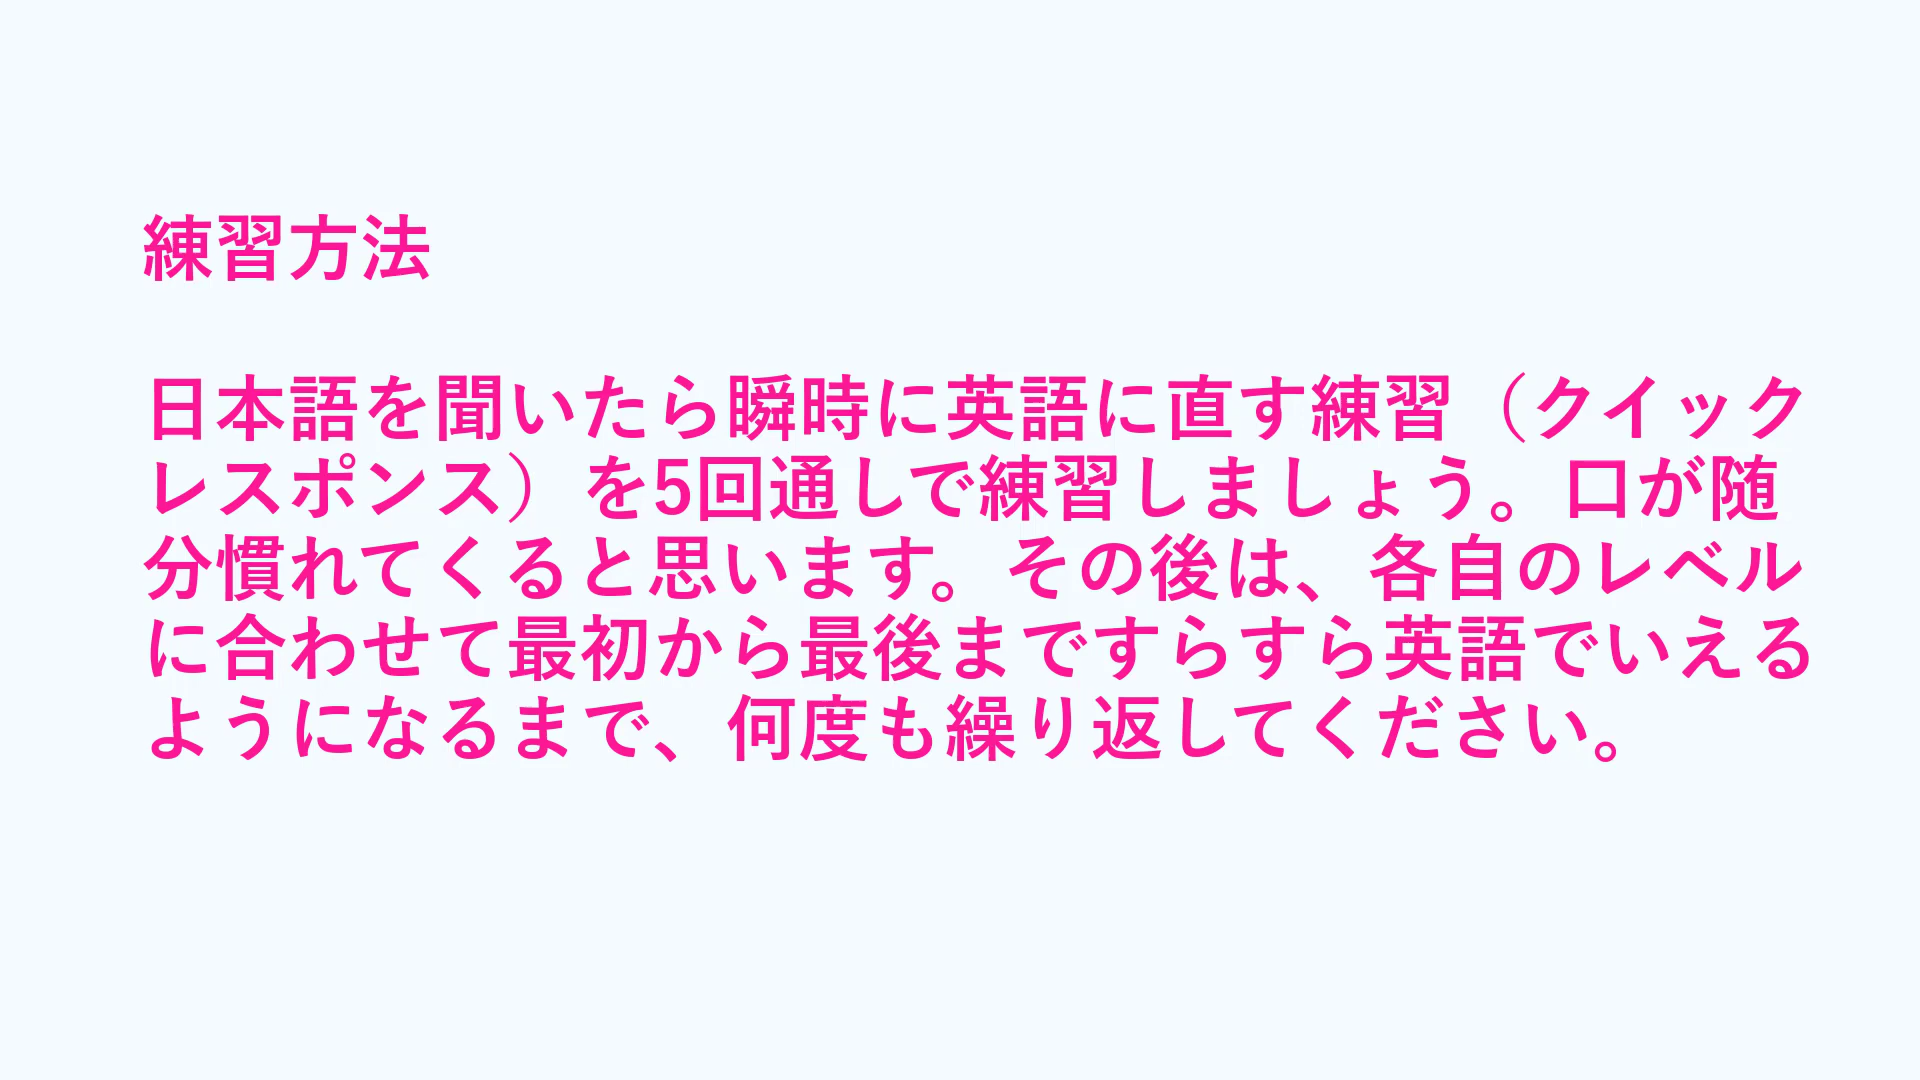 練習方法
日本語を聞いたら瞬時に英語に直す練習（クイック
レスポンス）を5回通しで練習しましょう。口が随
分慣れてくると思います。その後は、各自のレベル
に合わせて最初から最後まですらすら英語でいえる
ようになるまで、何度も繰り返してください。